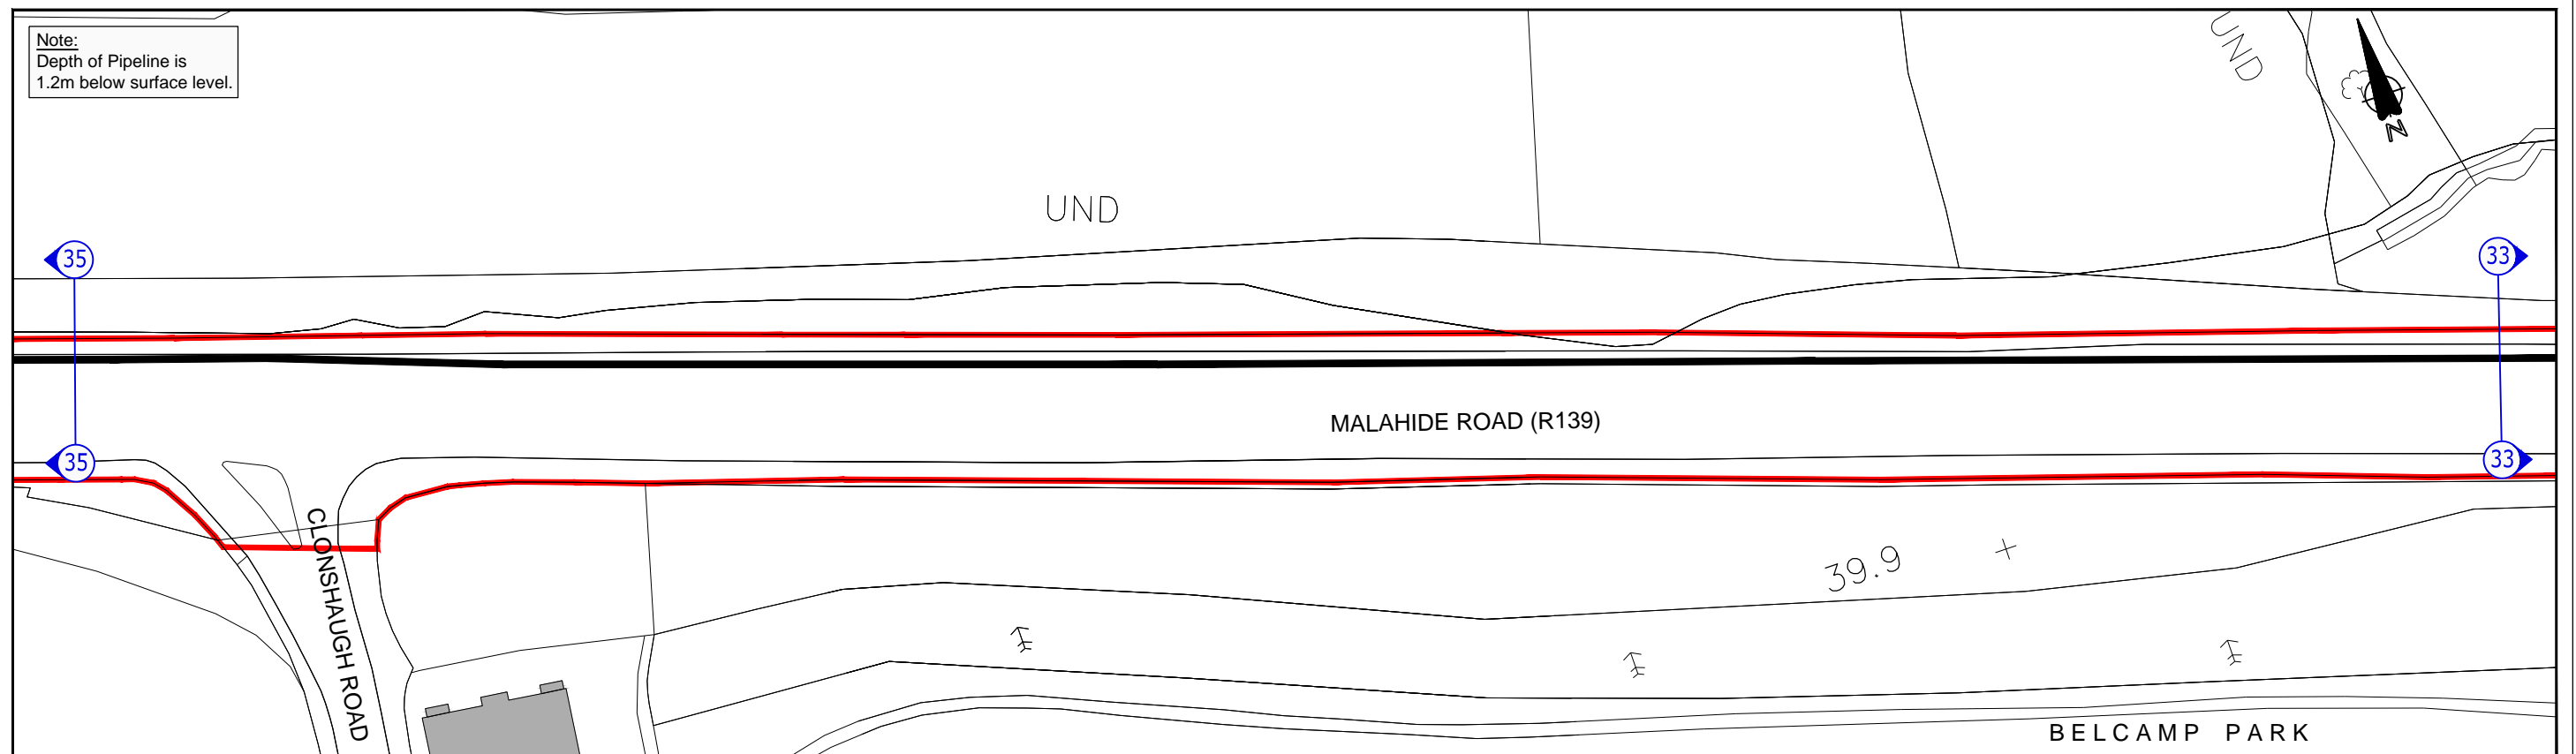 Note:
Depth of Pipeline is
1.2m below surface level.
UND
N
UND
35
33
MALAHIDE ROAD (R139)
35
33
CLONSHAUGH ROAD
39.9
BELCAMP PARK